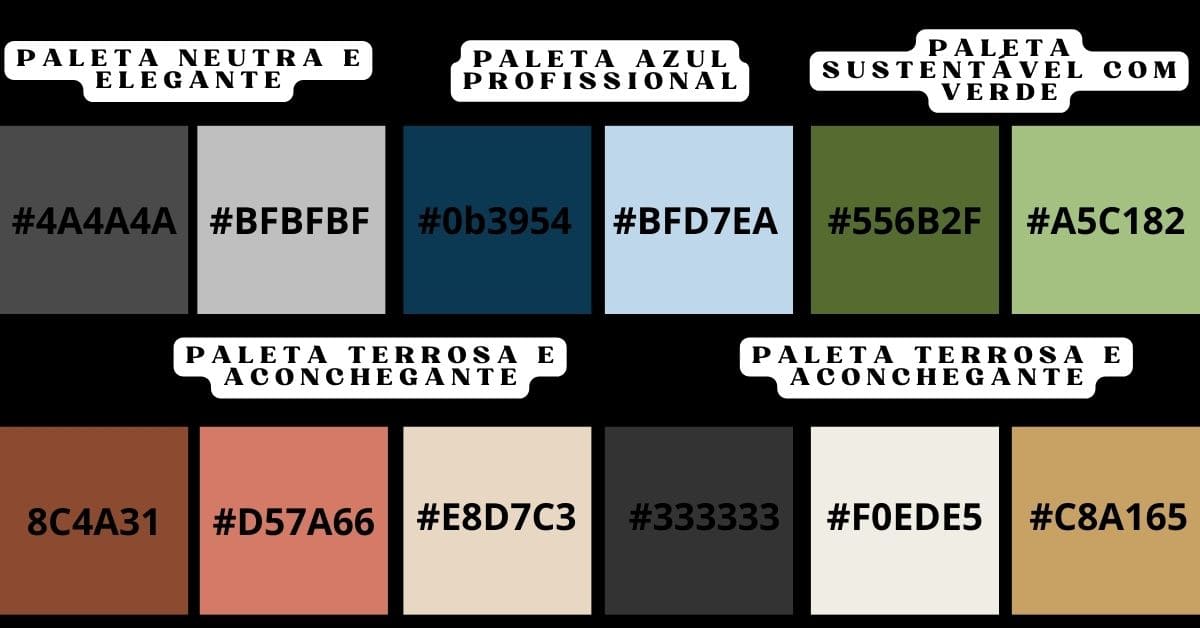 PALETA NEUTRA E
ELEGANTE
PALETA AZUL
PROFISSIONAL
PALETA
SUSTENTÁVEL COM
VERDE
#4A4A4A
#BFBFBF
#0b3954
#BFD7EA
#556B2F
#A5C182
PALETA TERROSA E
ACONCHEGANTE
PALETA TERROSA E
ACONCHEGANTE
8C4A31
#D57A66
#E8D7C3
#333333
#F0EDE5
#C8A165